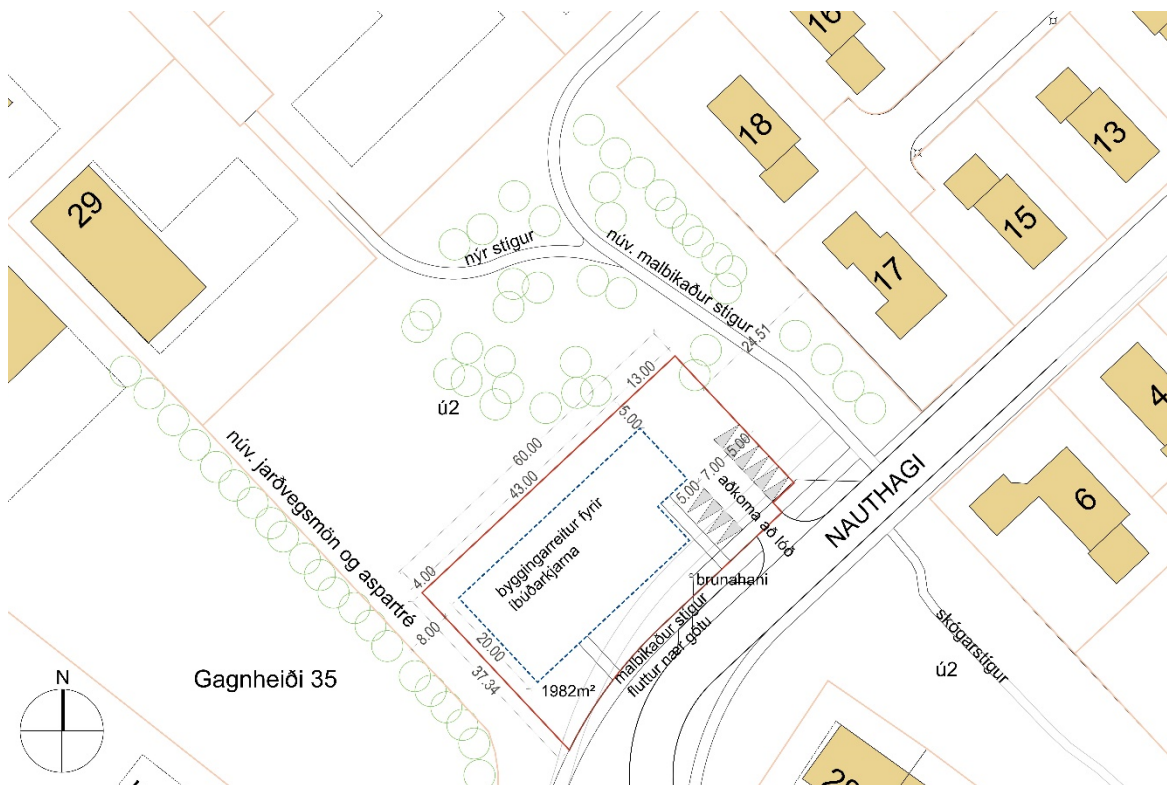 16
18
13
15
17
29
nýr stígur
núv. malbikaður stígur
24.51
13.00
4
ú2
5.00
60.00
43.00
5.00
7.00
5.00
aðkoma að lóð
6
NAUTHAGI
núv. jarðvegsmön og aspartré
byggingarreitur fyrir
íbúðarkjarna
4.00
brunahani
8.00
20.00
37.34
malbikaður stígur
fluttur nær götu
skógarstígur
ú2
1982m²
Gagnheiði 35
N